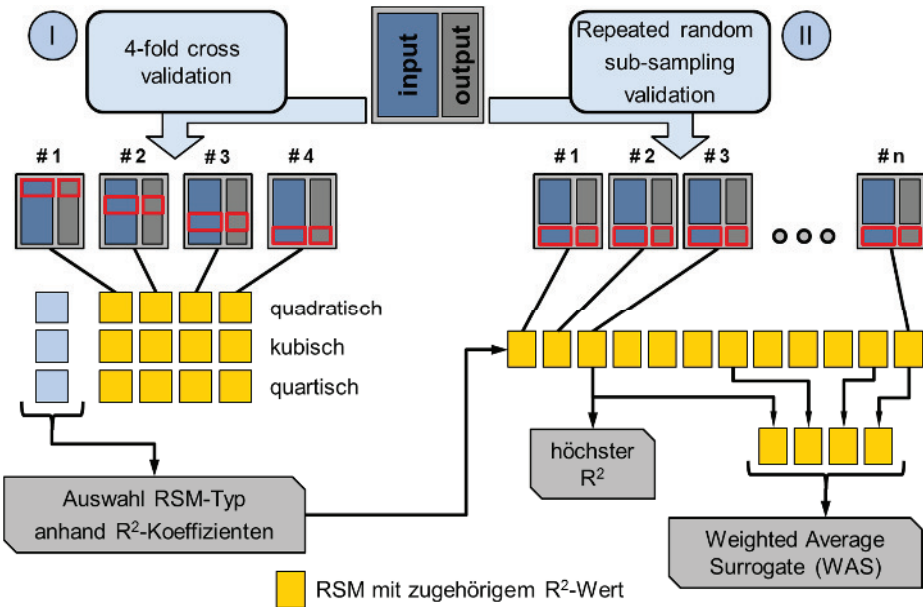 I
4-fold cross
validation
input
output
Repeated random
sub-sampling
validation
II
#1
#2
#3
#4
#1
#2
#3
#n
quadratisch
kubisch
quartisch
höchster
R²
Auswahl RSM-Typ
anhand R²-Koeffizienten
Weighted Average
Surrogate (WAS)
RSM mit zugehörigem R²-Wert